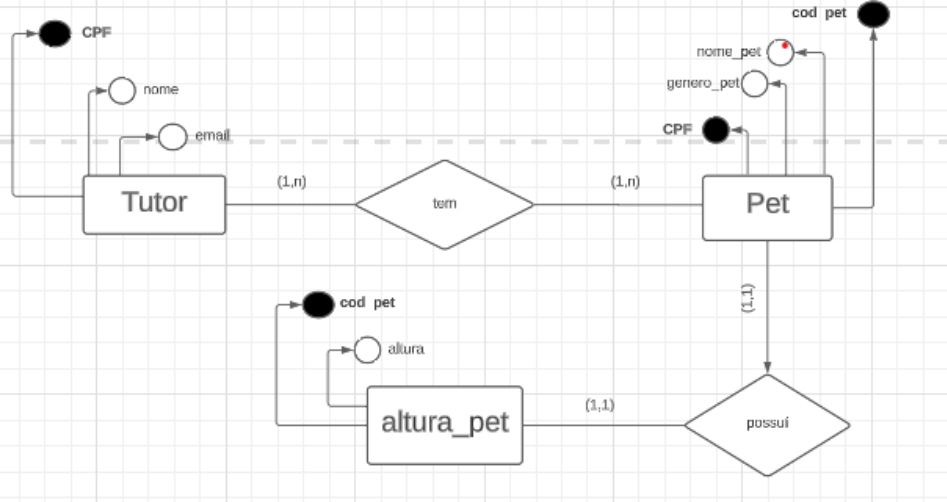 cod pet
CPF
nome_pet
genero_pet
nome
CPF
email
(1,n)
(1,n)
Tutor
tem
Pet
(1,1)
cod pet
altura
(1,1)
altura_pet
possuí